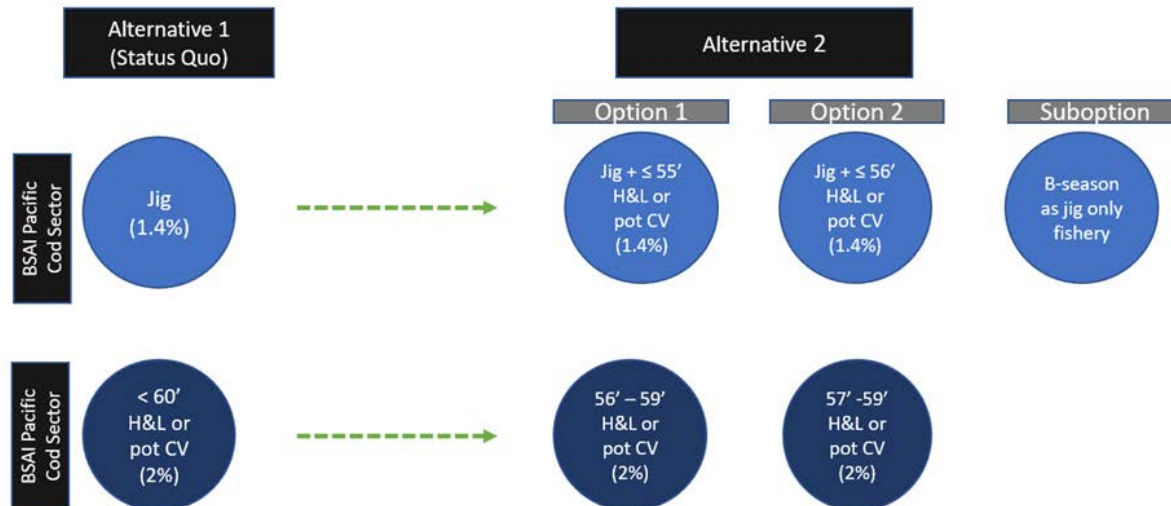 Alternative 1
(Status Quo)
Alternative 2
Option 1
Option 2
Suboption
BSAI Pacific
Cod Sector
Jig
(1.4%)
Jig + ≤ 55’
H&L or
pot CV
(1.4%)
Jig + ≤ 56’
H&L or
pot CV
(1.4%)
B-season
as jig only
fishery
BSAI Pacific
Cod Sector
< 60’
H&L or
pot CV
(2%)
56’ – 59’
H&L or
pot CV
(2%)
57’ -59’
H&L or
pot CV
(2%)